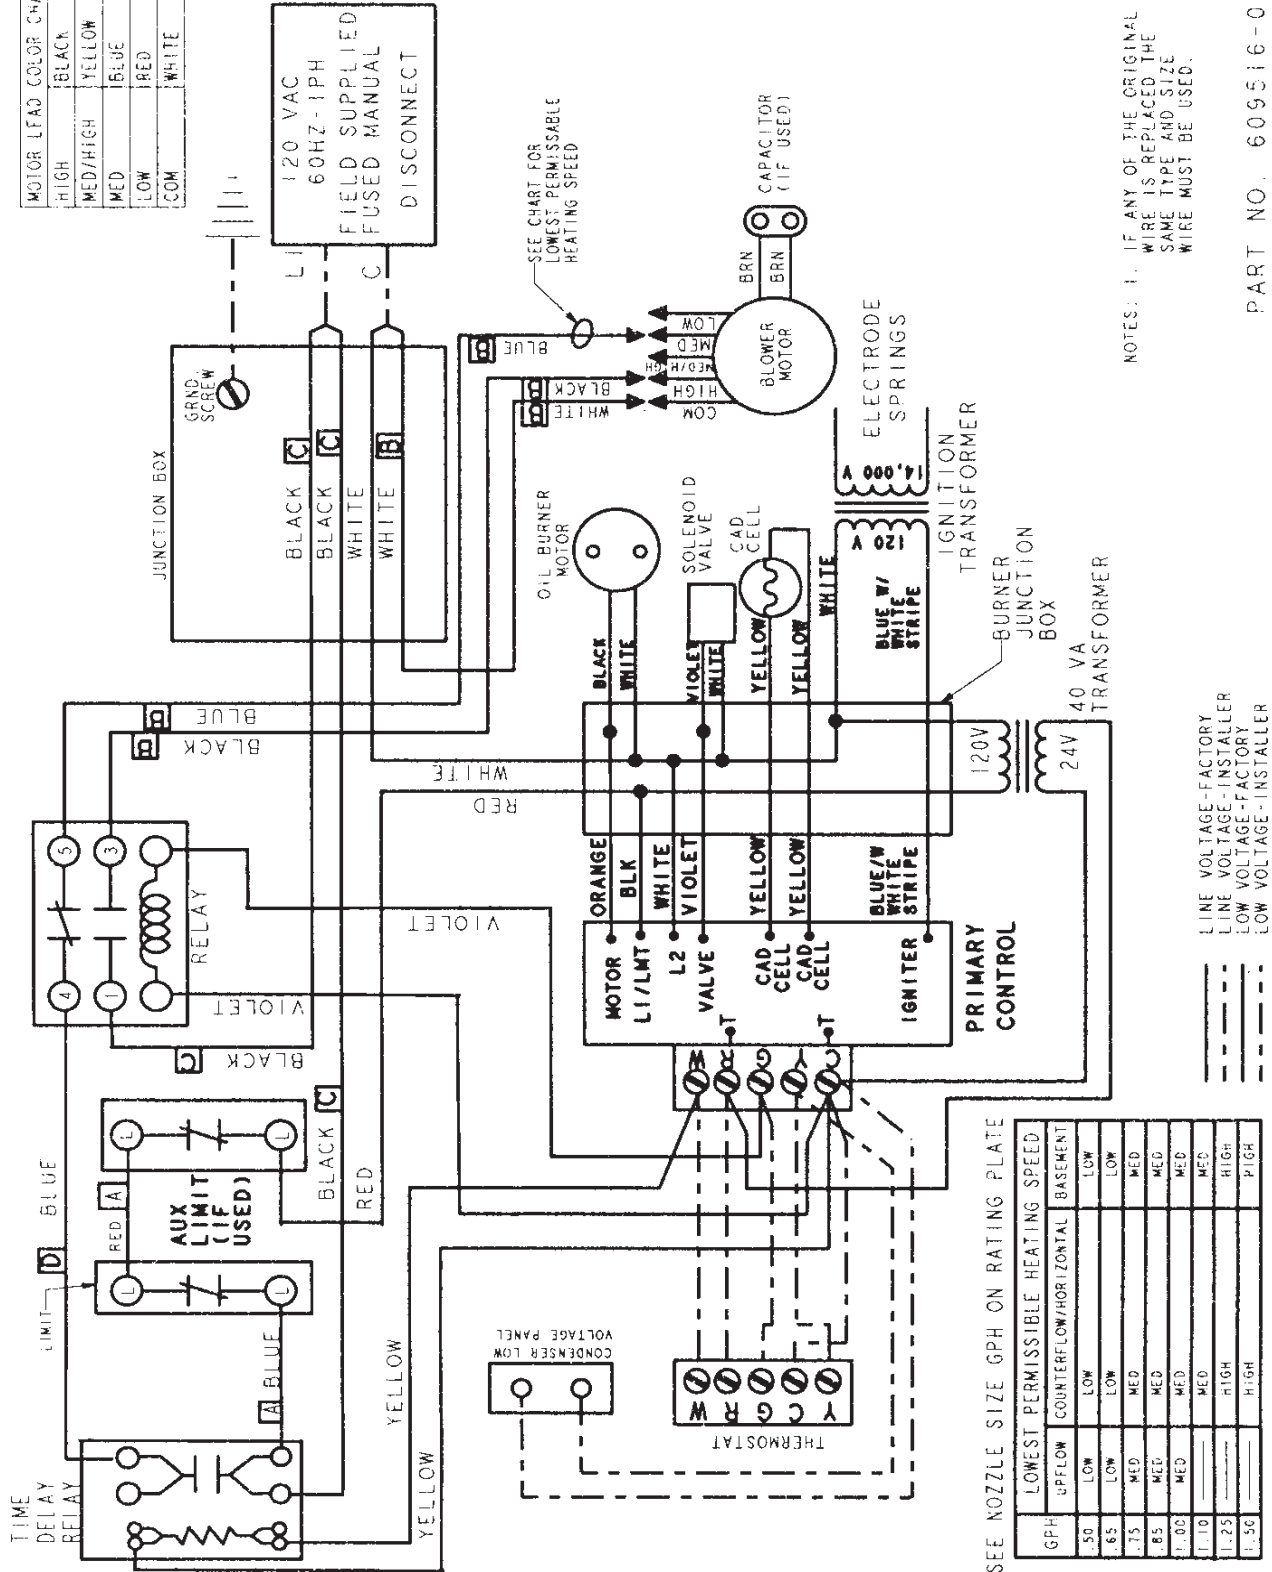 MOTOR LEAD COLOR
HIGH BLACK
MED/HIGH YELLOW
MED BLUE
LOW RED
COM WHITE
120 VAC
60HZ-1PH
FIELD SUPPLIED
FUSED MANUAL
DISCONNECT
L1
C
JUNCTION BOX
GRND.
SCREW
BLACK C
BLACK C
WHITE
WHITE B
SEE CHART FOR
LOWEST PERMISSABLE
HEATING SPEED
BLUE
BLACK
WHITE
LOW
MED
MED/HIGH
HIGH
COM
BLOWER
MOTOR
BRN
BRN
CAPACITOR
(IF USED)
NOTES: 1. IF ANY OF THE ORIGINAL
WIRE IS REPLACED THE
SAME TYPE AND SIZE
WIRE MUST BE USED.
PART NO. 609516-0
BLUE
BLACK
WHITE
RED
5
3
4
1
RELAY
VIOLET
VIOLET
BLACK C
OIL BURNER
MOTOR
SOLENOID
VALVE
CAD
CELL
ELECTRODE
SPRINGS
14,000 V
120 V
IGNITION
TRANSFORMER
BLACK
WHITE
VIOLET
WHITE
YELLOW
YELLOW
WHITE
BLUE W/
WHITE
STRIPE
BURNER
JUNCTION
BOX
120V
24V
40 VA
TRANSFORMER
ORANGE
BLK
WHITE
VIOLET
YELLOW
YELLOW
BLUE/W
WHITE
STRIPE
MOTOR
L1/LMT
L2
VALVE
CAD
CELL
CAD
CELL
IGNITER
T
T
PRIMARY
CONTROL
W
R
G
Y
C
LINE VOLTAGE-FACTORY
LINE VOLTAGE-INSTALLER
LOW VOLTAGE-FACTORY
LOW VOLTAGE-INSTALLER
D BLUE
LIMIT
L
L
RED A
L
L
AUX
LIMIT
(IF
USED)
BLACK C
RED
A BLUE
TIME
DELAY
RELAY
YELLOW
YELLOW
CONDENSER LOW
VOLTAGE PANEL
W
R
G
C
Y
THERMOSTAT
SEE NOZZLE SIZE GPH ON RATING PLATE
LOWEST PERMISSIBLE HEATING SPEED
GPH UPFLOW COUNTERFLOW/HORIZONTAL BASEMENT
.50 LOW LOW LOW
.65 LOW LOW LOW
.75 MED MED MED
.85 MED MED MED
1.00 MED MED MED
1.10 MED MED
1.25 HIGH HIGH
1.50 HIGH HIGH